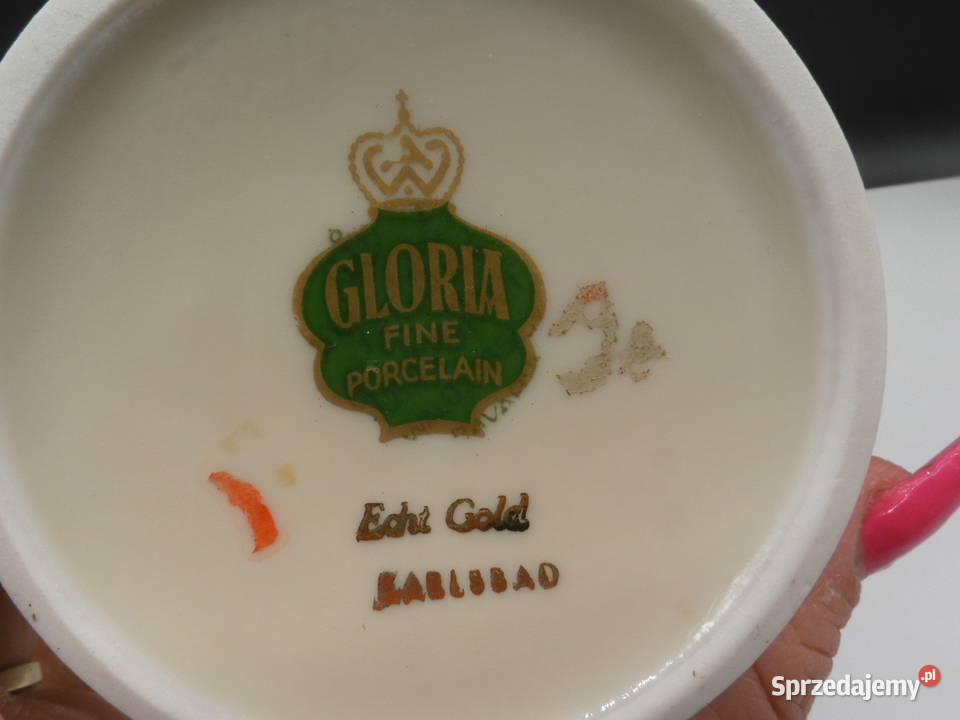 GLORIA
FINE
PORCELAIN
Echt Gold
KARLSBAD
Sprzedajemy.pl